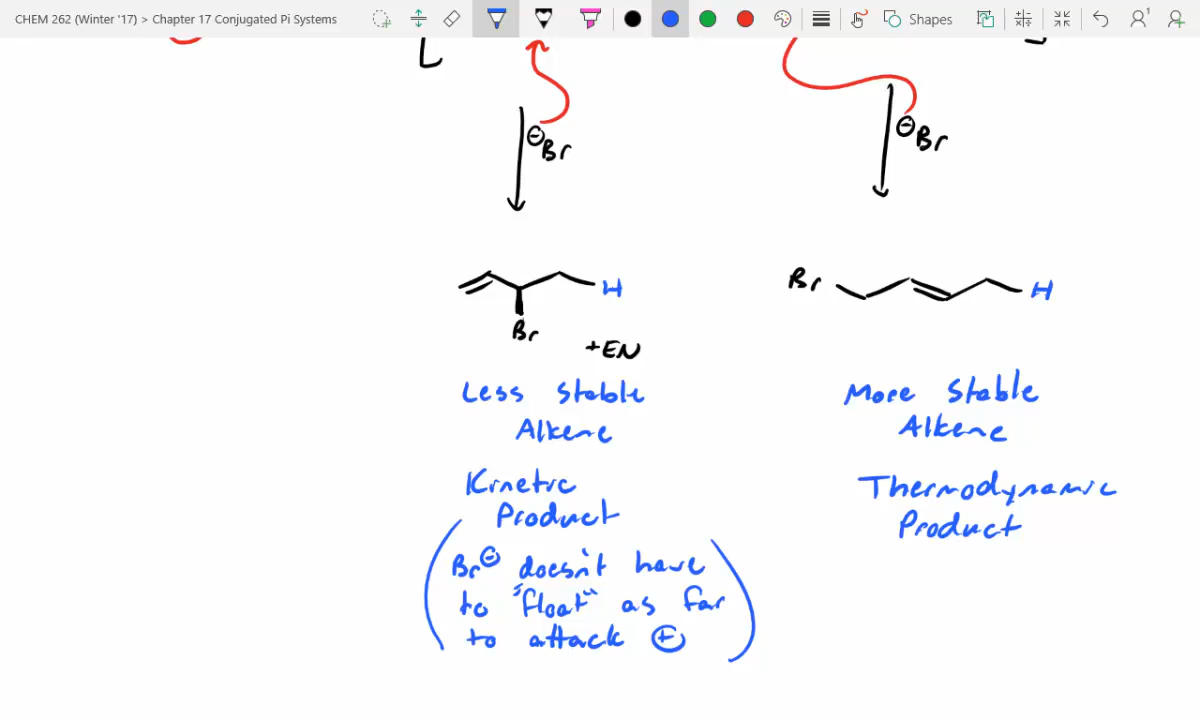 CHEM 262 (Winter '17) > Chapter 17 Conjugated Pi Systems
Shapes
⊖Br
⊖Br
H
Br
+EN
Br
H
Less Stable
Alkene
More Stable
Alkene
Kinetic
Product
Thermodynamic
Product
Br⊖ doesn't have
to "float" as far
to attack ⊕